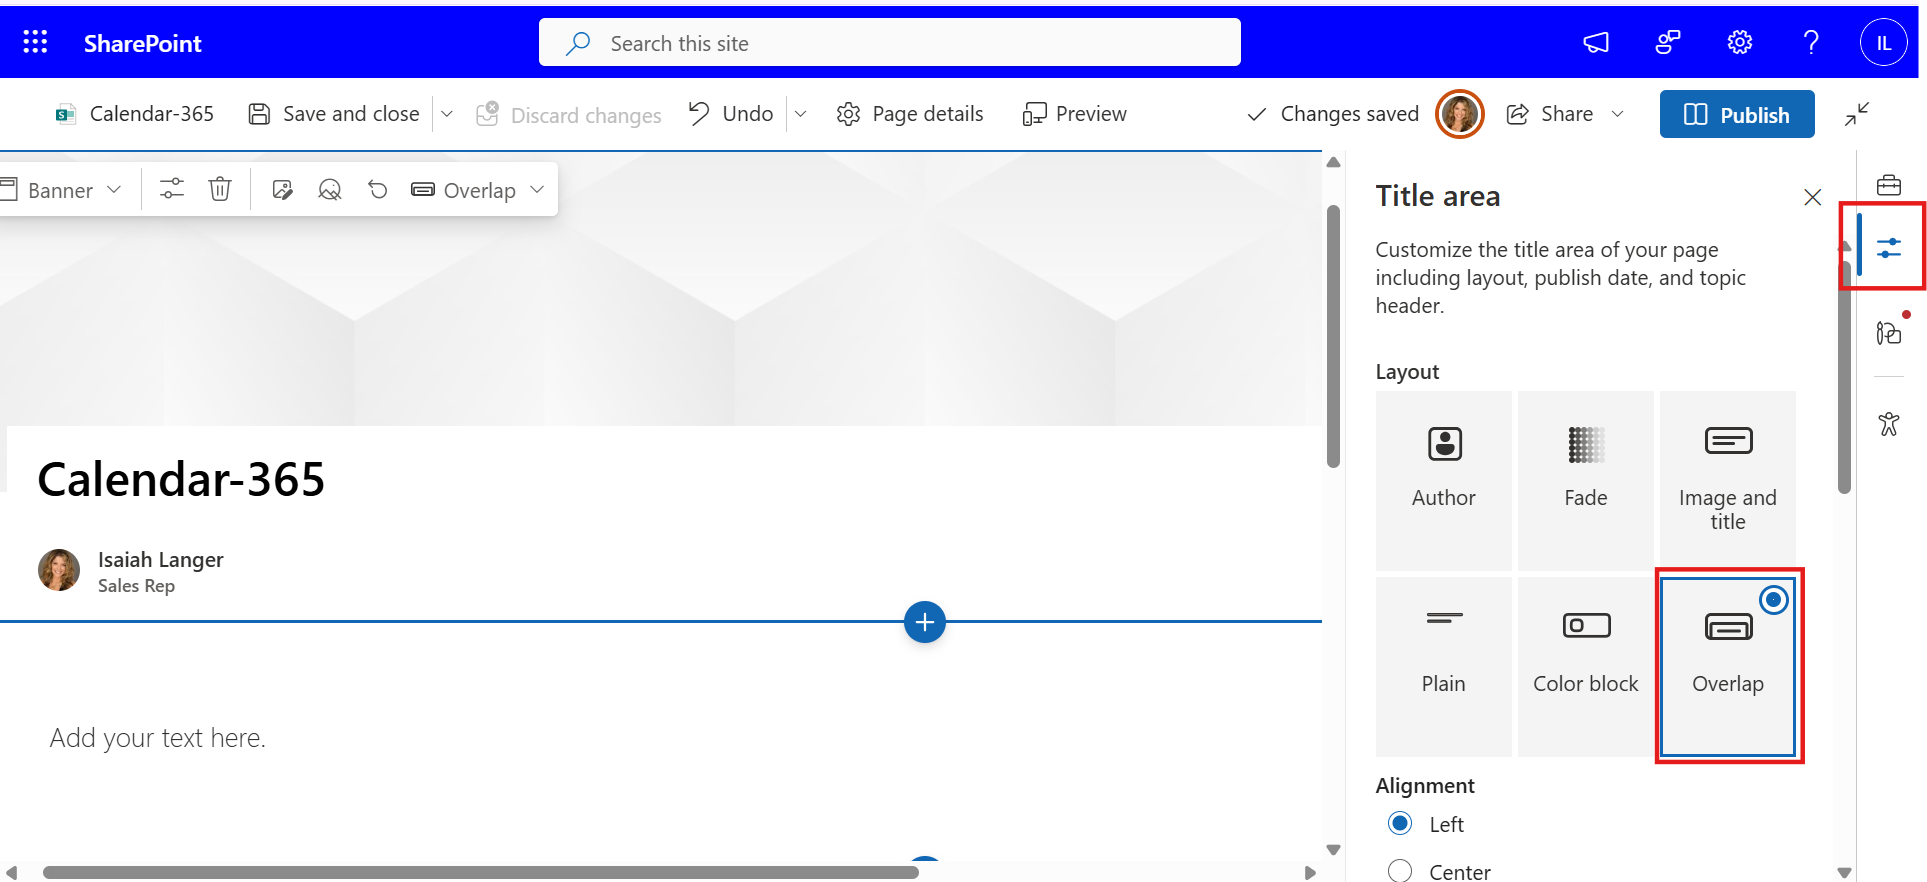 SharePoint
Search this site
IL
Calendar-365
Save and close
Discard changes
Undo
Page details
Preview
Changes saved
Share
Publish
Banner
Overlap
Calendar-365
Isaiah Langer
Sales Rep
Add your text here.
Title area
Customize the title area of your page
including layout, publish date, and topic
header.
Layout
Author
Fade
Image and
title
Plain
Color block
Overlap
Alignment
Left
Center